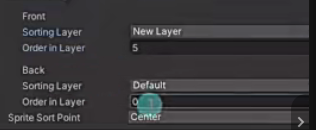 Front
Sorting Layer New Layer
Order in Layer 5
Back
Sorting Layer Default
Order in Layer 0
Sprite Sort Point Center